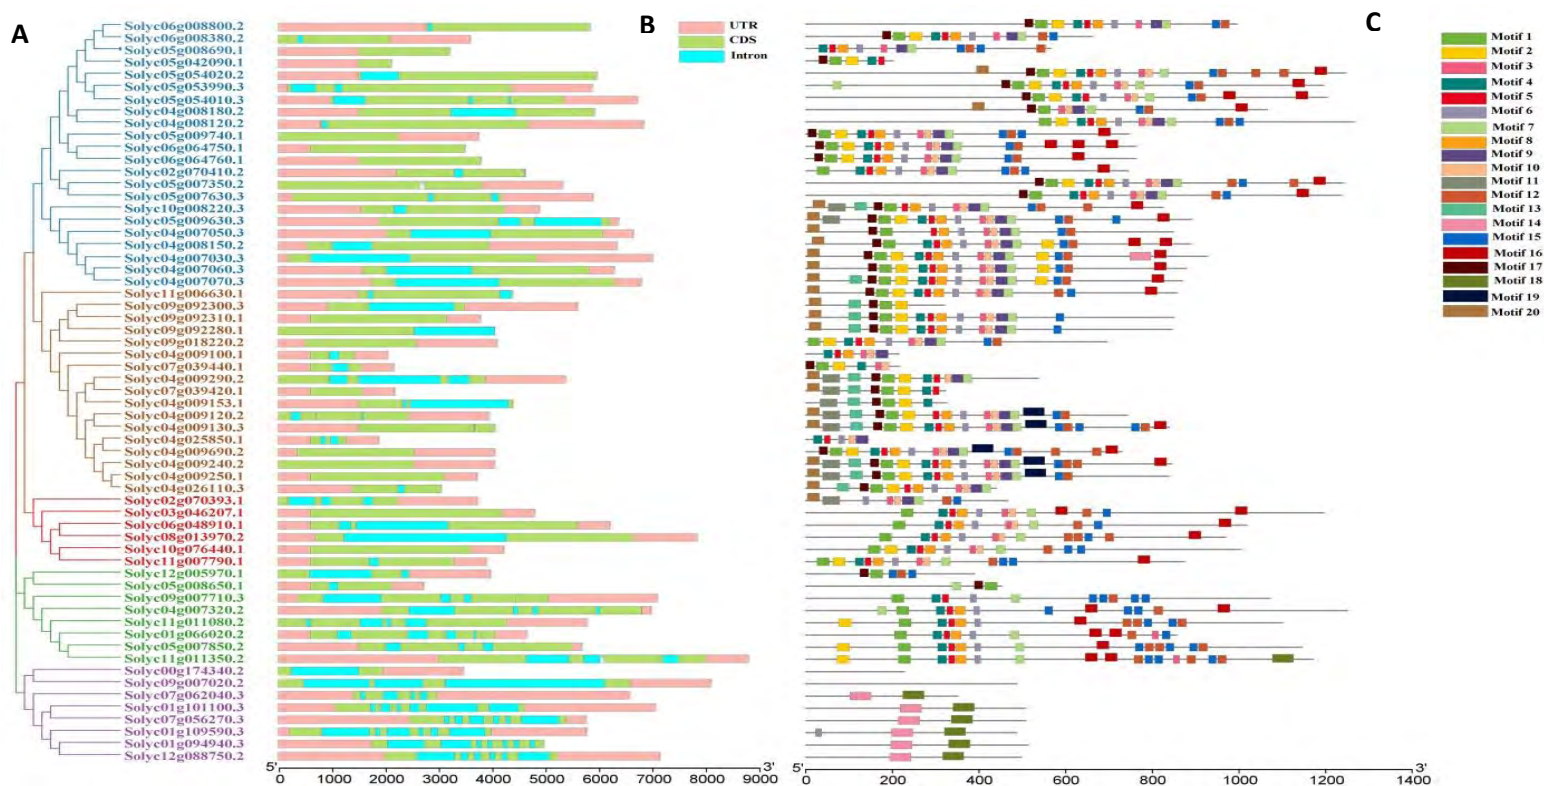 A
B
C
Solyc06g008800.2
Solyc06g008380.2
Solyc05g008690.1
Solyc05g042090.1
Solyc05g054020.2
Solyc05g053990.3
Solyc05g054010.3
Solyc04g008180.2
Solyc04g008120.2
Solyc05g009740.1
Solyc06g064750.1
Solyc06g064760.1
Solyc02g070410.2
Solyc05g007350.2
Solyc05g007630.3
Solyc10g008220.3
Solyc05g009630.3
Solyc04g007050.3
Solyc04g008150.2
Solyc04g007030.3
Solyc04g007060.3
Solyc04g007070.3
Solyc11g006630.1
Solyc09g092300.3
Solyc09g092310.1
Solyc09g092280.1
Solyc09g018220.2
Solyc04g009100.1
Solyc07g039440.1
Solyc04g009290.2
Solyc07g039420.1
Solyc04g009153.1
Solyc04g009120.2
Solyc04g009130.3
Solyc04g025850.1
Solyc04g009690.2
Solyc04g009240.2
Solyc04g009250.1
Solyc04g026110.3
Solyc02g070393.1
Solyc03g046207.1
Solyc06g048910.1
Solyc08g013970.2
Solyc10g076440.1
Solyc11g007790.1
Solyc12g005970.1
Solyc05g008650.1
Solyc09g007710.3
Solyc04g007320.2
Solyc11g011080.2
Solyc01g066020.2
Solyc05g007850.2
Solyc11g011350.2
Solyc00g174340.2
Solyc09g007020.2
Solyc07g062040.3
Solyc01g101100.3
Solyc07g056270.3
Solyc01g109590.3
Solyc01g094940.3
Solyc12g088750.2
5' 3'
0 1000 2000 3000 4000 5000 6000 7000 8000 9000
UTR
CDS
Intron
5' 3'
0 200 400 600 800 1000 1200 1400
Motif 1
Motif 2
Motif 3
Motif 4
Motif 5
Motif 6
Motif 7
Motif 8
Motif 9
Motif 10
Motif 11
Motif 12
Motif 13
Motif 14
Motif 15
Motif 16
Motif 17
Motif 18
Motif 19
Motif 20